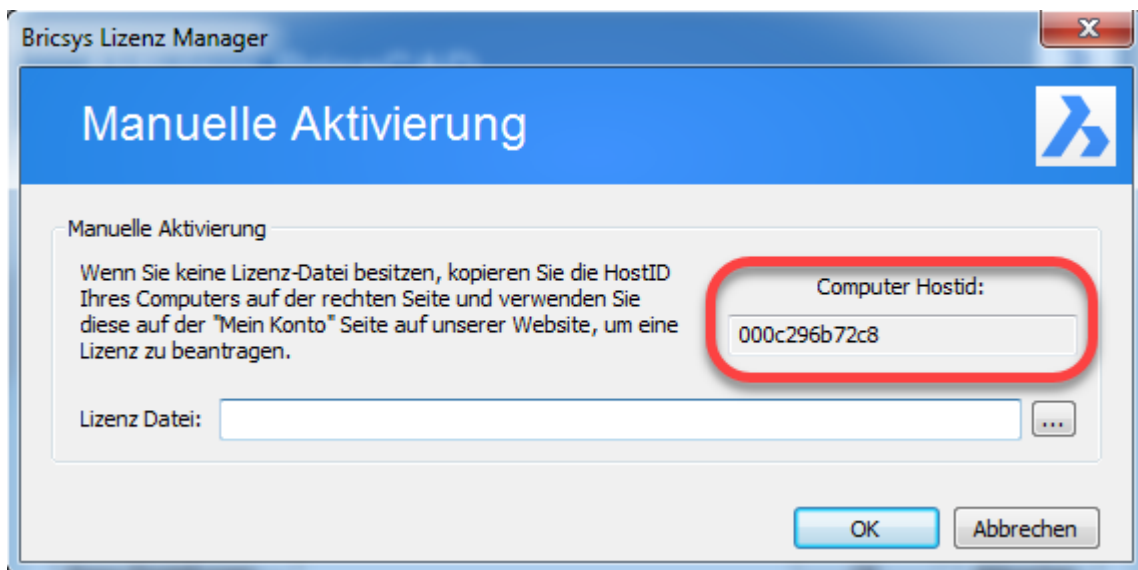 Bricsys Lizenz Manager
Manuelle Aktivierung
Manuelle Aktivierung
Wenn Sie keine Lizenz-Datei besitzen, kopieren Sie die HostID
Ihres Computers auf der rechten Seite und verwenden Sie
diese auf der "Mein Konto" Seite auf unserer Website, um eine
Lizenz zu beantragen.
Computer Hostid:
000c296b72c8
Lizenz Datei:
...
OK
Abbrechen